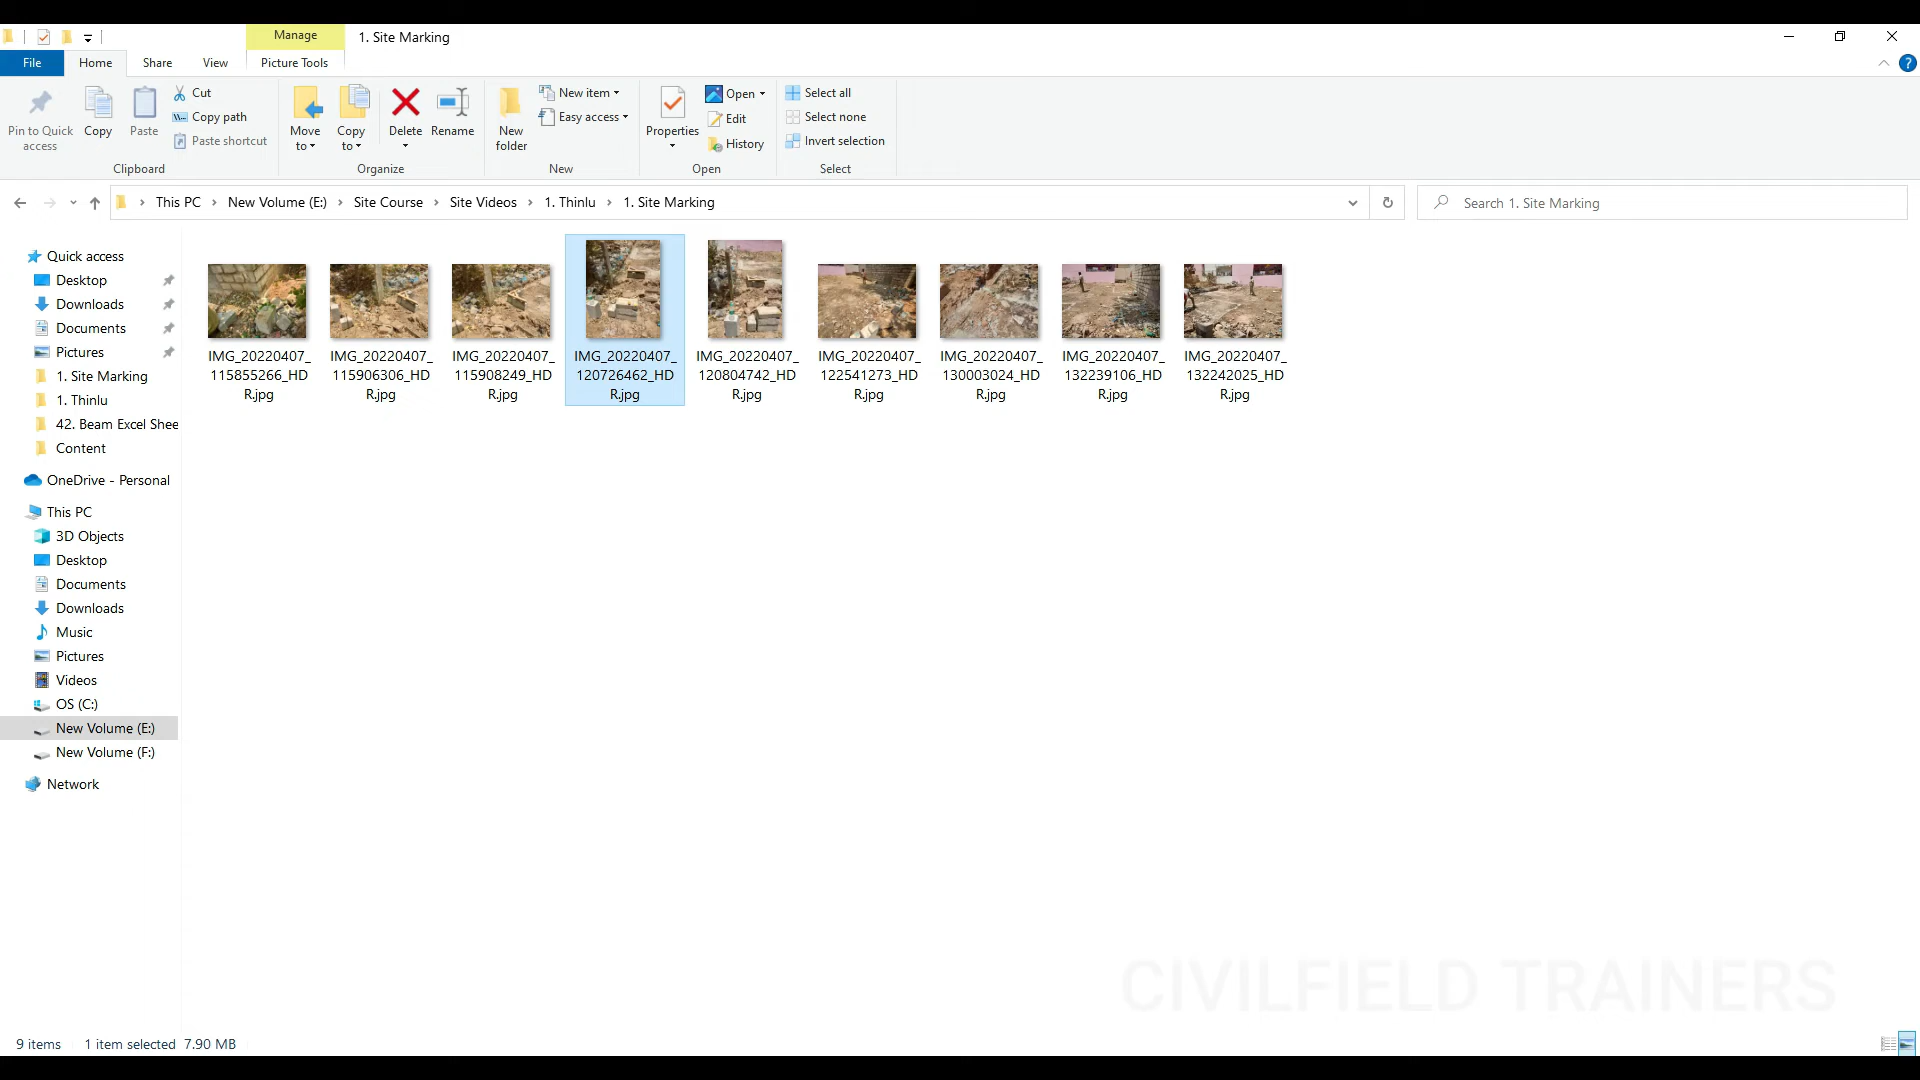 Manage
1. Site Marking
File
Home
Share
View
Picture Tools
Pin to Quick
access
Copy
Paste
Cut
Copy path
Paste shortcut
Clipboard
Move
to
Copy
to
Delete
Rename
Organize
New
folder
New item
Easy access
New
Properties
Open
Edit
History
Open
Select all
Select none
Invert selection
Select
This PC > New Volume (E:) > Site Course > Site Videos > 1. Thinlu > 1. Site Marking
Search 1. Site Marking
Quick access
Desktop
Downloads
Documents
Pictures
1. Site Marking
1. Thinlu
42. Beam Excel Shee
Content
OneDrive - Personal
This PC
3D Objects
Desktop
Documents
Downloads
Music
Pictures
Videos
OS (C:)
New Volume (E:)
New Volume (F:)
Network
IMG_20220407_
115855266_HD
R.jpg
IMG_20220407_
115906306_HD
R.jpg
IMG_20220407_
115908249_HD
R.jpg
IMG_20220407_
120726462_HD
R.jpg
IMG_20220407_
120804742_HD
R.jpg
IMG_20220407_
122541273_HD
R.jpg
IMG_20220407_
130003024_HD
R.jpg
IMG_20220407_
132239106_HD
R.jpg
IMG_20220407_
132242025_HD
R.jpg
CIVILFIELD TRAINERS
9 items 1 item selected 7.90 MB